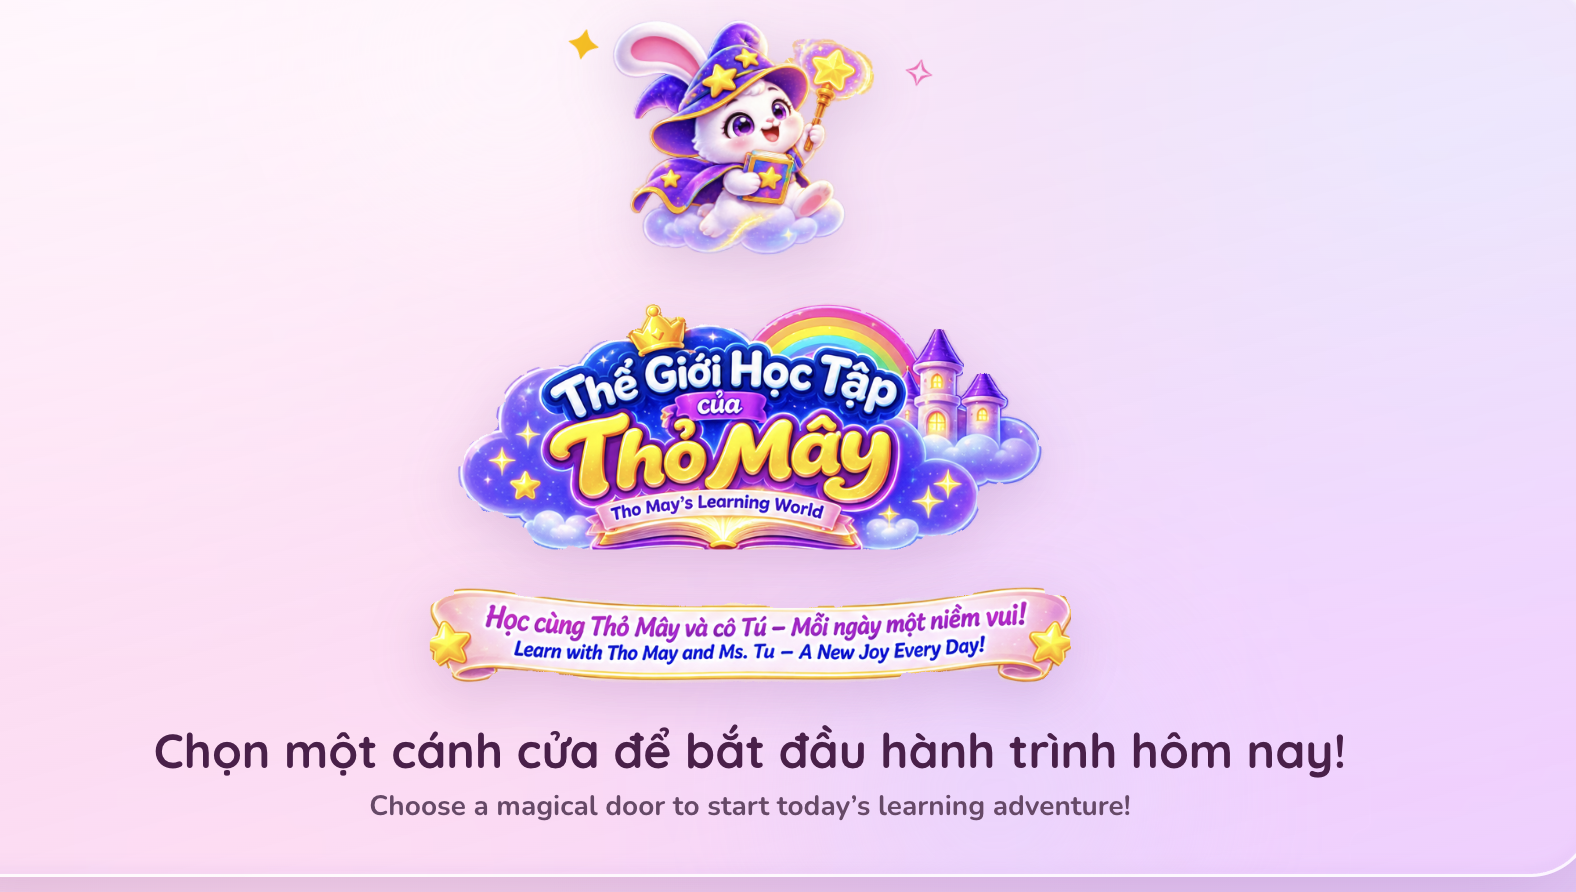 Thế Giới Học Tập
của
Thỏ Mây
Tho May's Learning World
Học cùng Thỏ Mây và cô Tú – Mỗi ngày một niềm vui!
Learn with Tho May and Ms. Tu – A New Joy Every Day!
Chọn một cánh cửa để bắt đầu hành trình hôm nay!
Choose a magical door to start today’s learning adventure!